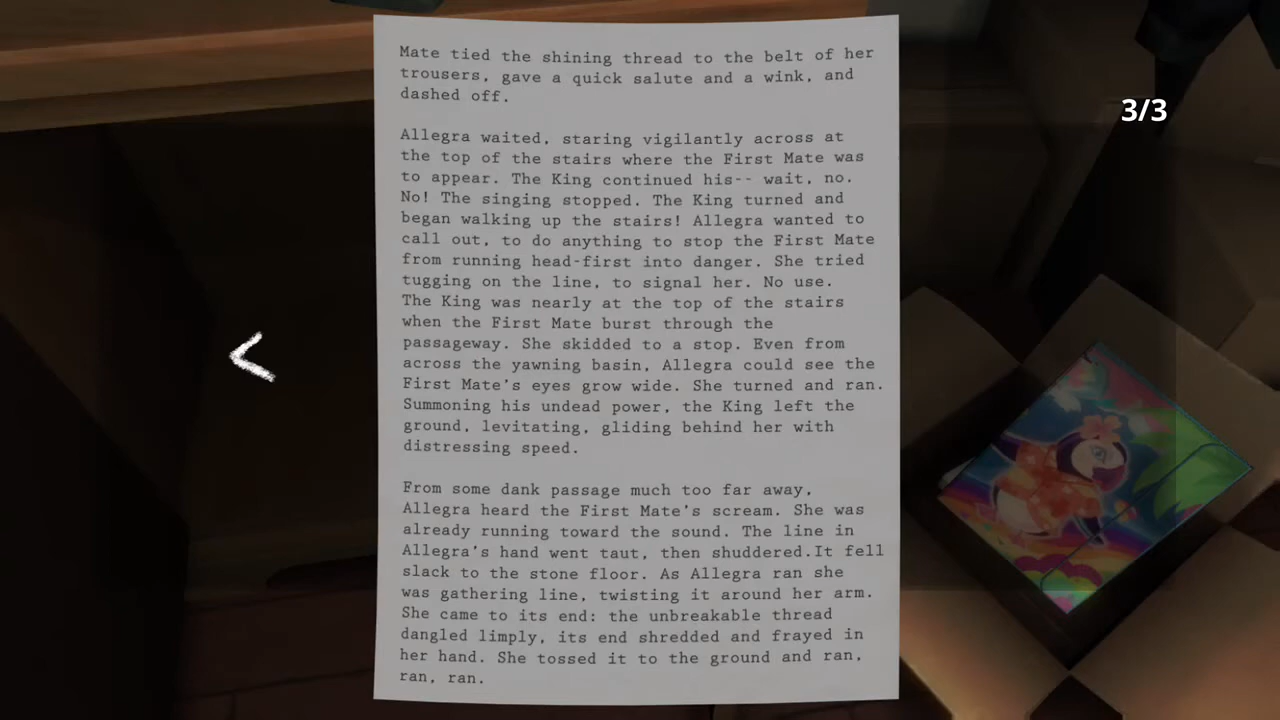 Mate tied the shining thread to the belt of her
trousers, gave a quick salute and a wink, and
dashed off.
Allegra waited, staring vigilantly across at
the top of the stairs where the First Mate was
to appear. The King continued his-- wait, no.
No! The singing stopped. The King turned and
began walking up the stairs! Allegra wanted to
call out, to do anything to stop the First Mate
from running head-first into danger. She tried
tugging on the line, to signal her. No use.
The King was nearly at the top of the stairs
when the First Mate burst through the
passageway. She skidded to a stop. Even from
across the yawning basin, Allegra could see the
First Mate's eyes grow wide. She turned and ran.
Summoning his undead power, the King left the
ground, levitating, gliding behind her with
distressing speed.
From some dank passage much too far away,
Allegra heard the First Mate's scream. She was
already running toward the sound. The line in
Allegra's hand went taut, then shuddered.It fell
slack to the stone floor. As Allegra ran she
was gathering line, twisting it around her arm.
She came to its end: the unbreakable thread
dangled limply, its end shredded and frayed in
her hand. She tossed it to the ground and ran,
ran, ran.
3/3